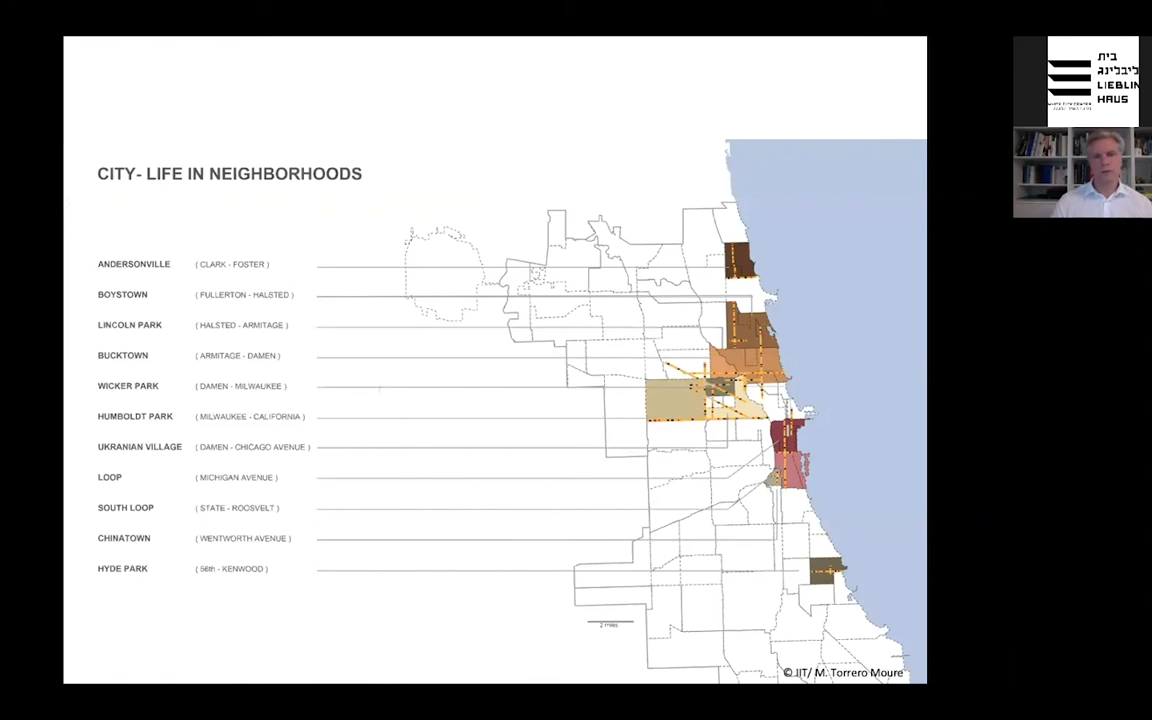 CITY- LIFE IN NEIGHBORHOODS
ANDERSONVILLE ( CLARK - FOSTER )
BOYSTOWN ( FULLERTON - HALSTED )
LINCOLN PARK ( HALSTED - ARMITAGE )
BUCKTOWN ( ARMITAGE - DAMEN )
WICKER PARK ( DAMEN - MILWAUKEE )
HUMBOLDT PARK ( MILWAUKEE - CALIFORNIA )
UKRANIAN VILLAGE ( DAMEN - CHICAGO AVENUE )
LOOP ( MICHIGAN AVENUE )
SOUTH LOOP ( STATE - ROOSVELT )
CHINATOWN ( WENTWORTH AVENUE )
HYDE PARK ( 56th - KENWOOD )
2 miles
© IIT/ M. Torrero Moure
בית
ליבלינג
LIEBLIN
HAUS